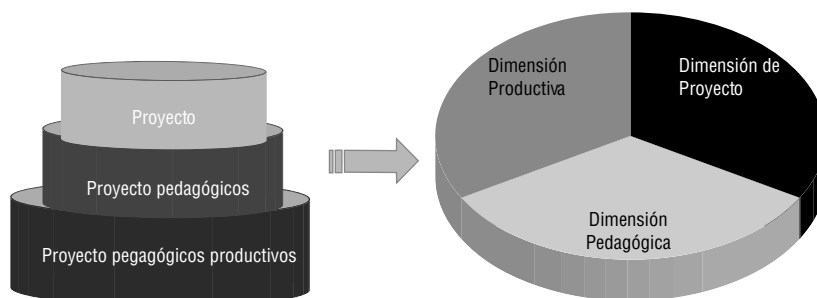 Proyecto
Proyecto pedagógicos
Proyecto pegagógicos productivos
Dimensión
Productiva
Dimensión de
Proyecto
Dimensión
Pedagógica